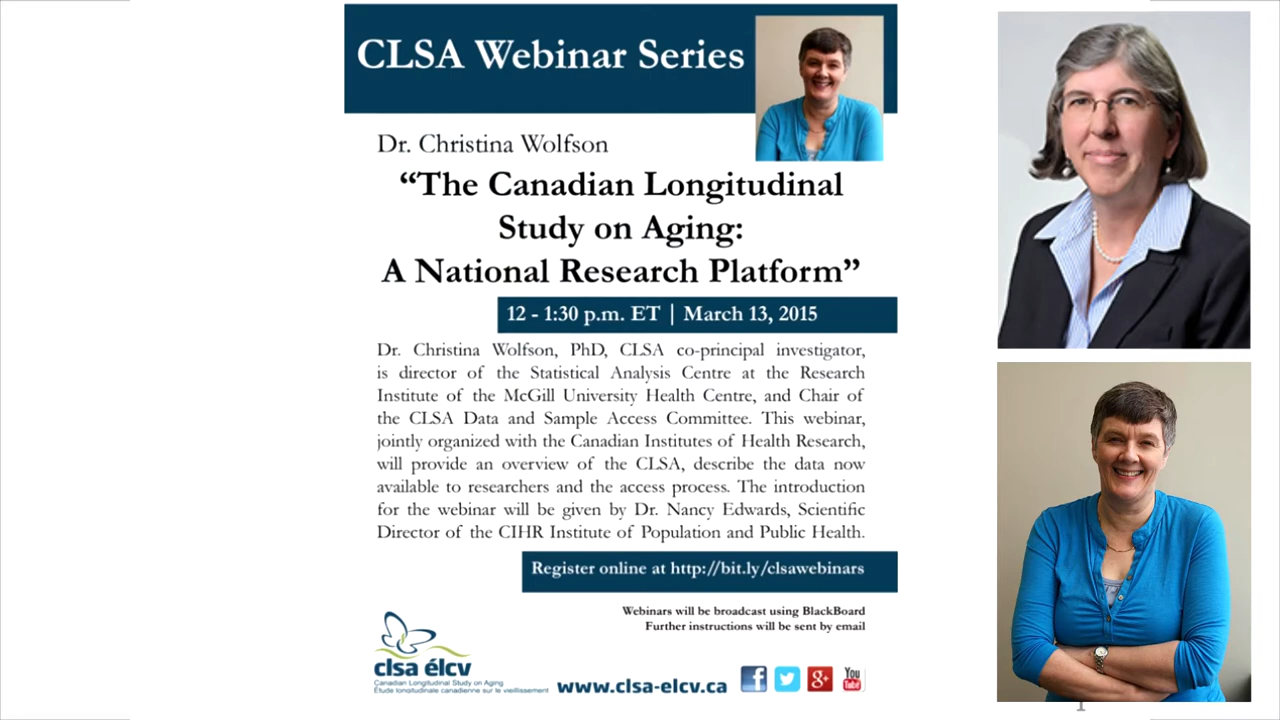 CLSA Webinar Series
Dr. Christina Wolfson
“The Canadian Longitudinal
Study on Aging:
A National Research Platform”
12 - 1:30 p.m. ET | March 13, 2015
Dr. Christina Wolfson, PhD, CLSA co-principal investigator,
is director of the Statistical Analysis Centre at the Research
Institute of the McGill University Health Centre, and Chair of
the CLSA Data and Sample Access Committee. This webinar,
jointly organized with the Canadian Institutes of Health Research,
will provide an overview of the CLSA, describe the data now
available to researchers and the access process. The introduction
for the webinar will be given by Dr. Nancy Edwards, Scientific
Director of the CIHR Institute of Population and Public Health.
Register online at http://bit.ly/clsawebinars
Webinars will be broadcast using BlackBoard
Further instructions will be sent by email
clsa élcv
Canadian Longitudinal Study on Aging
Étude longitudinale canadienne sur le vieillissement
www.clsa-elcv.ca
f
g+
You
Tube